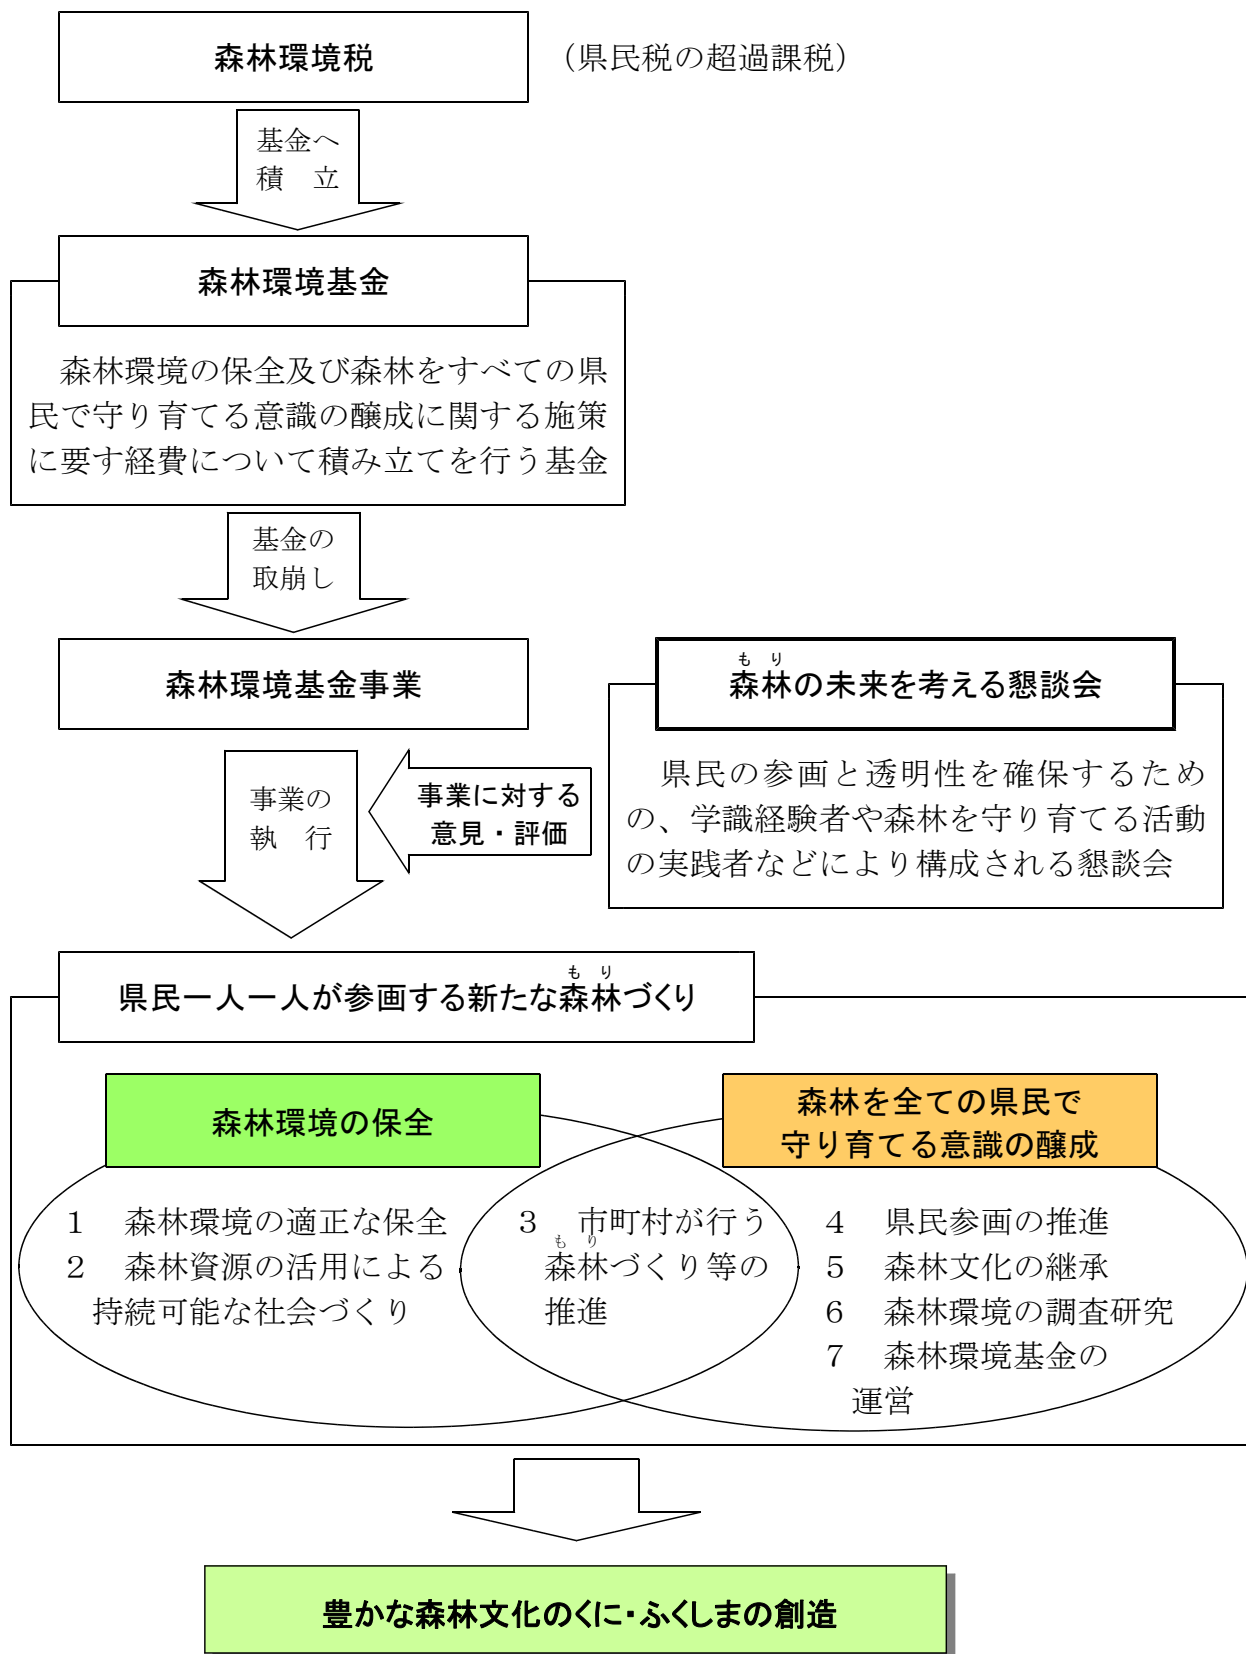 森林環境税
（県民税の超過課税）
基金へ
積　立
森林環境基金
　森林環境の保全及び森林をすべての県
民で守り育てる意識の醸成に関する施策
に要す経費について積み立てを行う基金
基金の
取崩し
森林環境基金事業
もり
森林の未来を考える懇談会
　県民の参画と透明性を確保するため
の、学識経験者や森林を守り育てる活動
の実践者などにより構成される懇談会
事業に対する
意見・評価
事業の
執　行
もり
県民一人一人が参画する新たな森林づくり
森林環境の保全
１　森林環境の適正な保全
２　森林資源の活用による
持続可能な社会づくり
３　市町村が行う
もり
森林づくり等の
推進
森林を全ての県民で
守り育てる意識の醸成
４　県民参画の推進
５　森林文化の継承
６　森林環境の調査研究
７　森林環境基金の
運営
豊かな森林文化のくに・ふくしまの創造